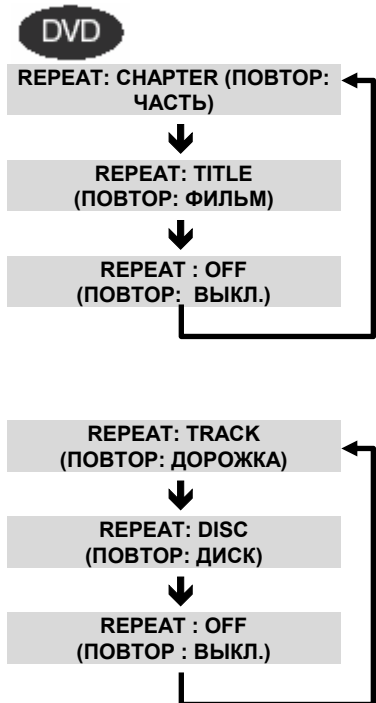 DVD
REPEAT: CHAPTER (ПОВТОР:
ЧАСТЬ)
REPEAT: TITLE
(ПОВТОР: ФИЛЬМ)
REPEAT : OFF
(ПОВТОР: ВЫКЛ.)
REPEAT: TRACK
(ПОВТОР: ДОРОЖКА)
REPEAT: DISC
(ПОВТОР: ДИСК)
REPEAT : OFF
(ПОВТОР : ВЫКЛ.)